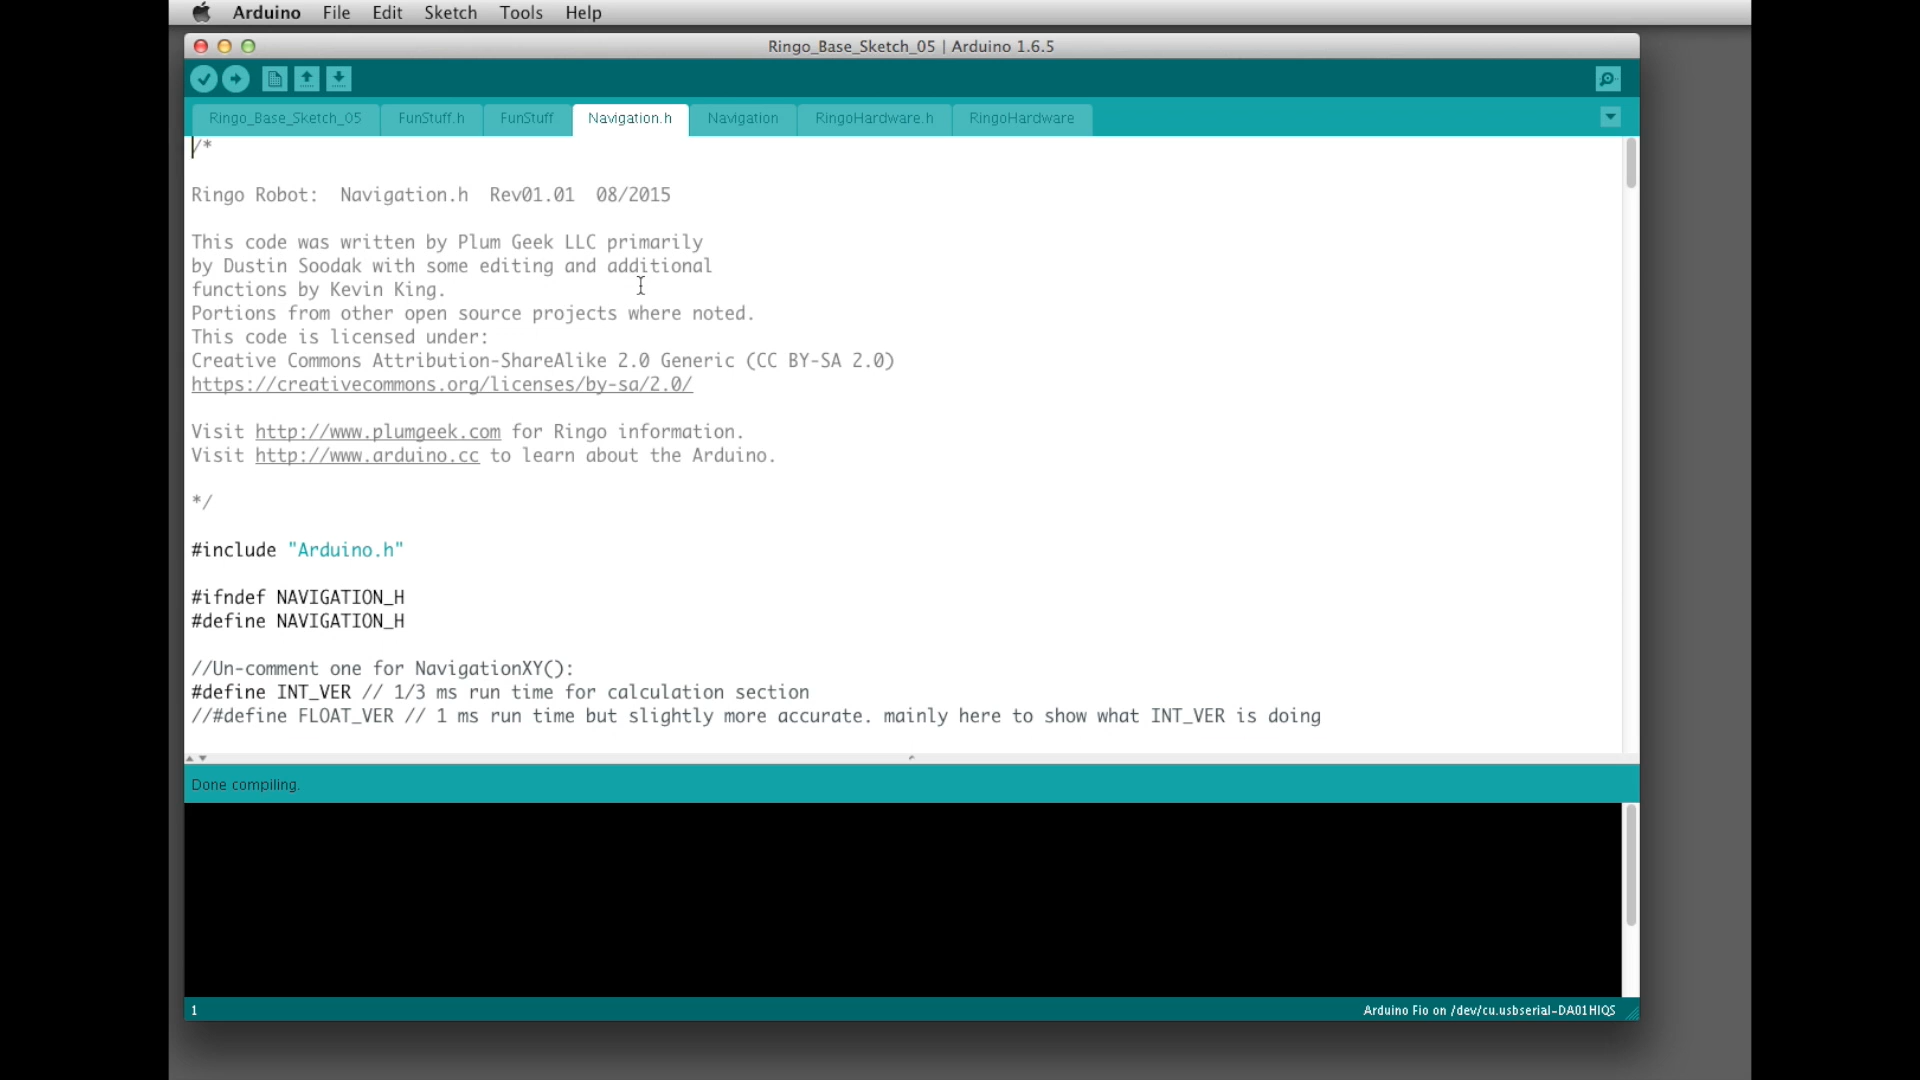 Arduino File Edit Sketch Tools Help
Ringo_Base_Sketch_05 | Arduino 1.6.5
Ringo_Base_Sketch_05 FunStuff.h FunStuff Navigation.h Navigation RingoHardware.h RingoHardware
/*
Ringo Robot:  Navigation.h  Rev01.01  08/2015
This code was written by Plum Geek LLC primarily
by Dustin Soodak with some editing and additional
functions by Kevin King.
Portions from other open source projects where noted.
This code is licensed under:
Creative Commons Attribution-ShareAlike 2.0 Generic (CC BY-SA 2.0)
https://creativecommons.org/licenses/by-sa/2.0/
Visit http://www.plumgeek.com for Ringo information.
Visit http://www.arduino.cc to learn about the Arduino.
*/
#include "Arduino.h"
#ifndef NAVIGATION_H
#define NAVIGATION_H
//Un-comment one for NavigationXY():
#define INT_VER // 1/3 ms run time for calculation section
//#define FLOAT_VER // 1 ms run time but slightly more accurate. mainly here to show what INT_VER is doing
Done compiling.
1 Arduino Fio on /dev/cu.usbserial-DA01HIQS